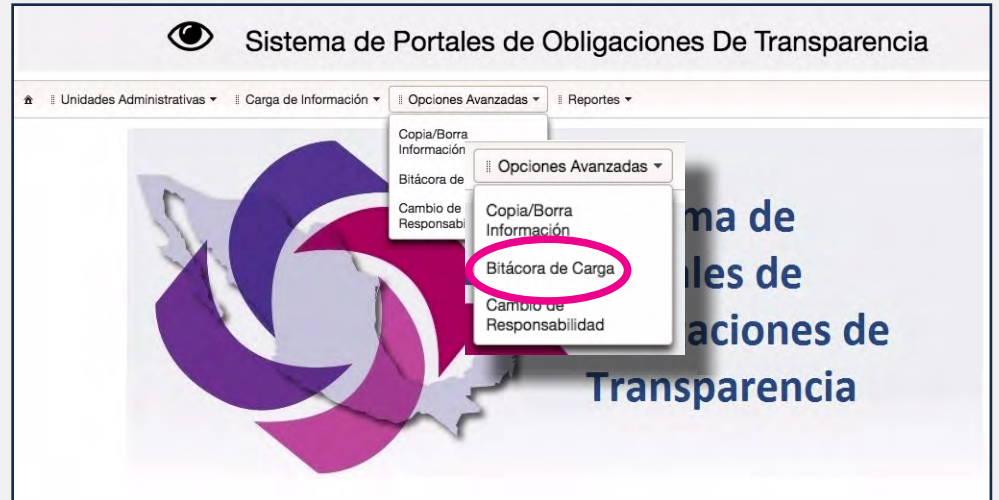 Sistema de Portales de Obligaciones De Transparencia
Unidades Administrativas
Carga de Información
Opciones Avanzadas
Reportes
Copia/Borra
Información
Bitácora de
Cambio de
Responsabi
Opciones Avanzadas
Copia/Borra
Información
Bitácora de Carga
Cambio de
Responsabilidad
ma de
les de
aciones de
Transparencia